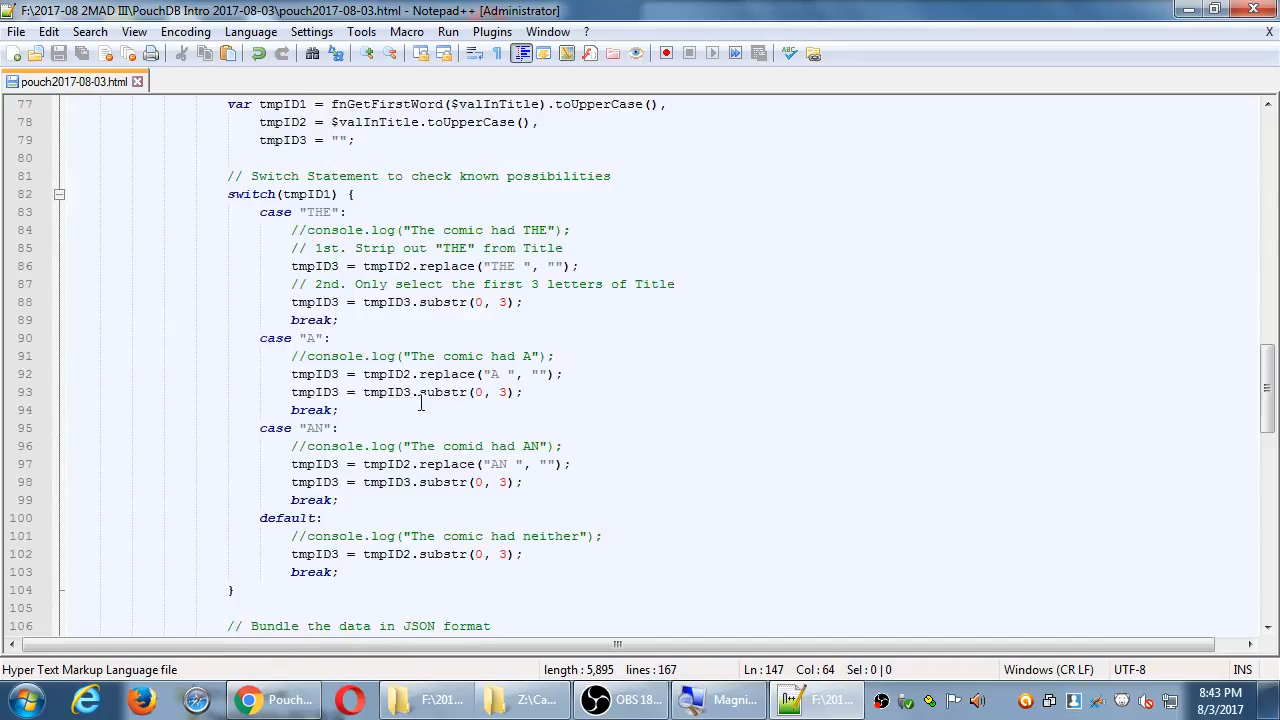 F:\2017-08 2MAD III\PouchDB Intro 2017-08-03\pouch2017-08-03.html - Notepad++ [Administrator]
File Edit Search View Encoding Language Settings Tools Macro Run Plugins Window ? X
pouch2017-08-03.html
77 var tmpID1 = fnGetFirstWord($valInTitle).toUpperCase(),
78 tmpID2 = $valInTitle.toUpperCase(),
79 tmpID3 = "";
80
81 // Switch Statement to check known possibilities
82 switch(tmpID1) {
83 case "THE":
84 //console.log("The comic had THE");
85 // 1st. Strip out "THE" from Title
86 tmpID3 = tmpID2.replace("THE ", "");
87 // 2nd. Only select the first 3 letters of Title
88 tmpID3 = tmpID3.substr(0, 3);
89 break;
90 case "A":
91 //console.log("The comic had A");
92 tmpID3 = tmpID2.replace("A ", "");
93 tmpID3 = tmpID3.substr(0, 3);
94 break;
95 case "AN":
96 //console.log("The comid had AN");
97 tmpID3 = tmpID2.replace("AN ", "");
98 tmpID3 = tmpID3.substr(0, 3);
99 break;
100 default:
101 //console.log("The comic had neither");
102 tmpID3 = tmpID2.substr(0, 3);
103 break;
104 }
105
106 // Bundle the data in JSON format
Hyper Text Markup Language file length : 5,895 lines : 167 Ln : 147 Col : 64 Sel : 0 | 0 Windows (CR LF) UTF-8 INS
Pouch... F:\201... Z:\Ca... OBS 18... Magni... F:\201... 8:43 PM
8/3/2017